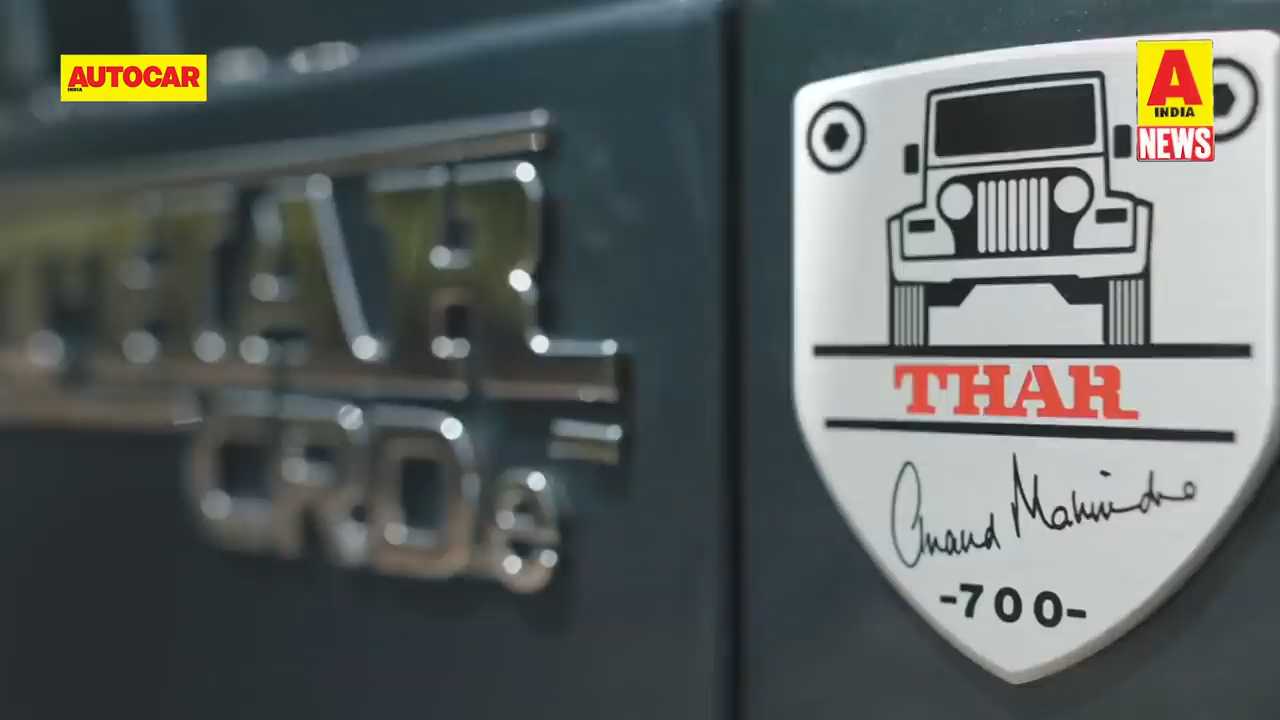 AUTOCAR
INDIA
A
INDIA
NEWS
THAR
CRDe
THAR
Anand Mahindra
-700-